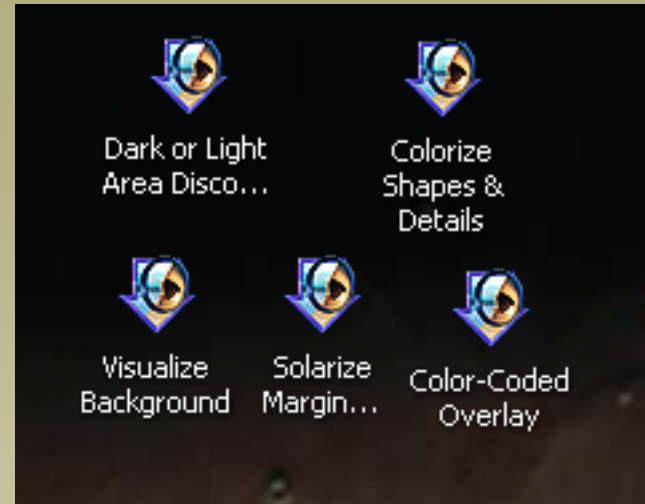 Dark or Light
Area Disco...
Colorize
Shapes &
Details
Visualize
Background
Solarize
Margin...
Color-Coded
Overlay